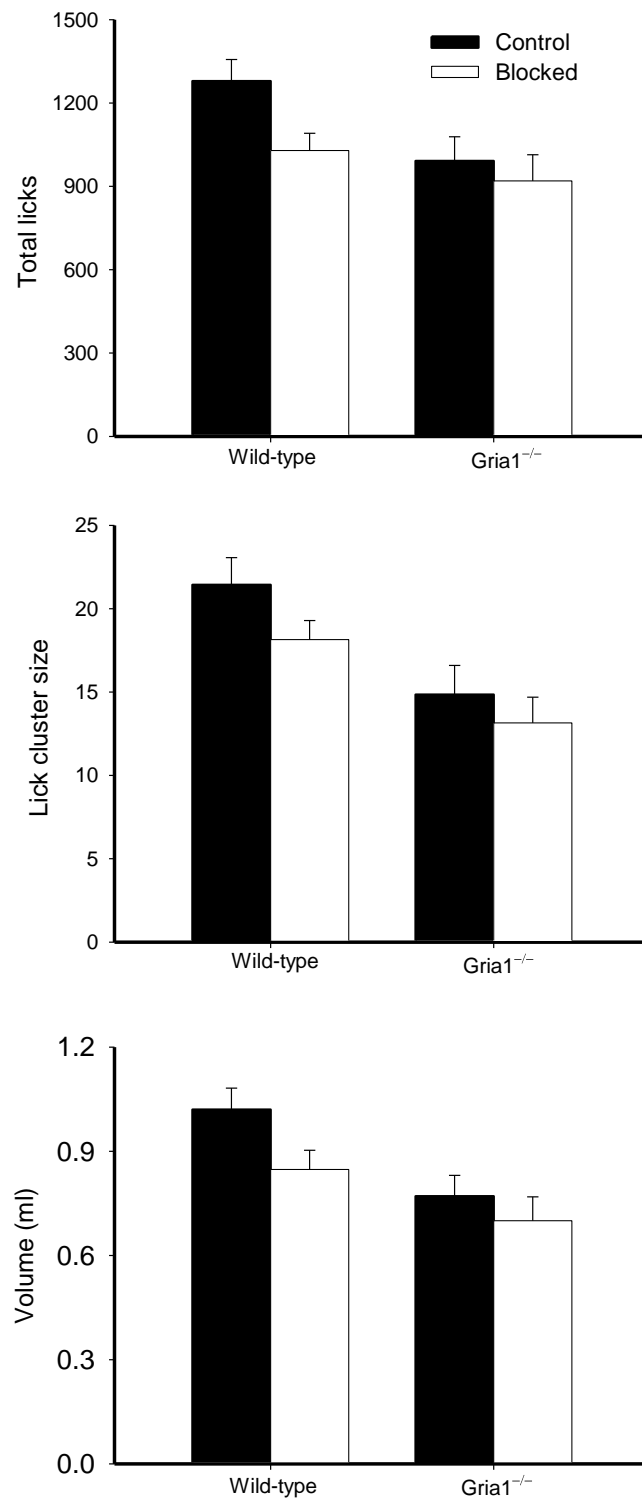 Total licks
1500
1200
900
600
300
0
Control
Blocked
Wild-type
Gria1−/−
Lick cluster size
25
20
15
10
5
0
Wild-type
Gria1−/−
Volume (ml)
1.2
0.9
0.6
0.3
0.0
Wild-type
Gria1−/−